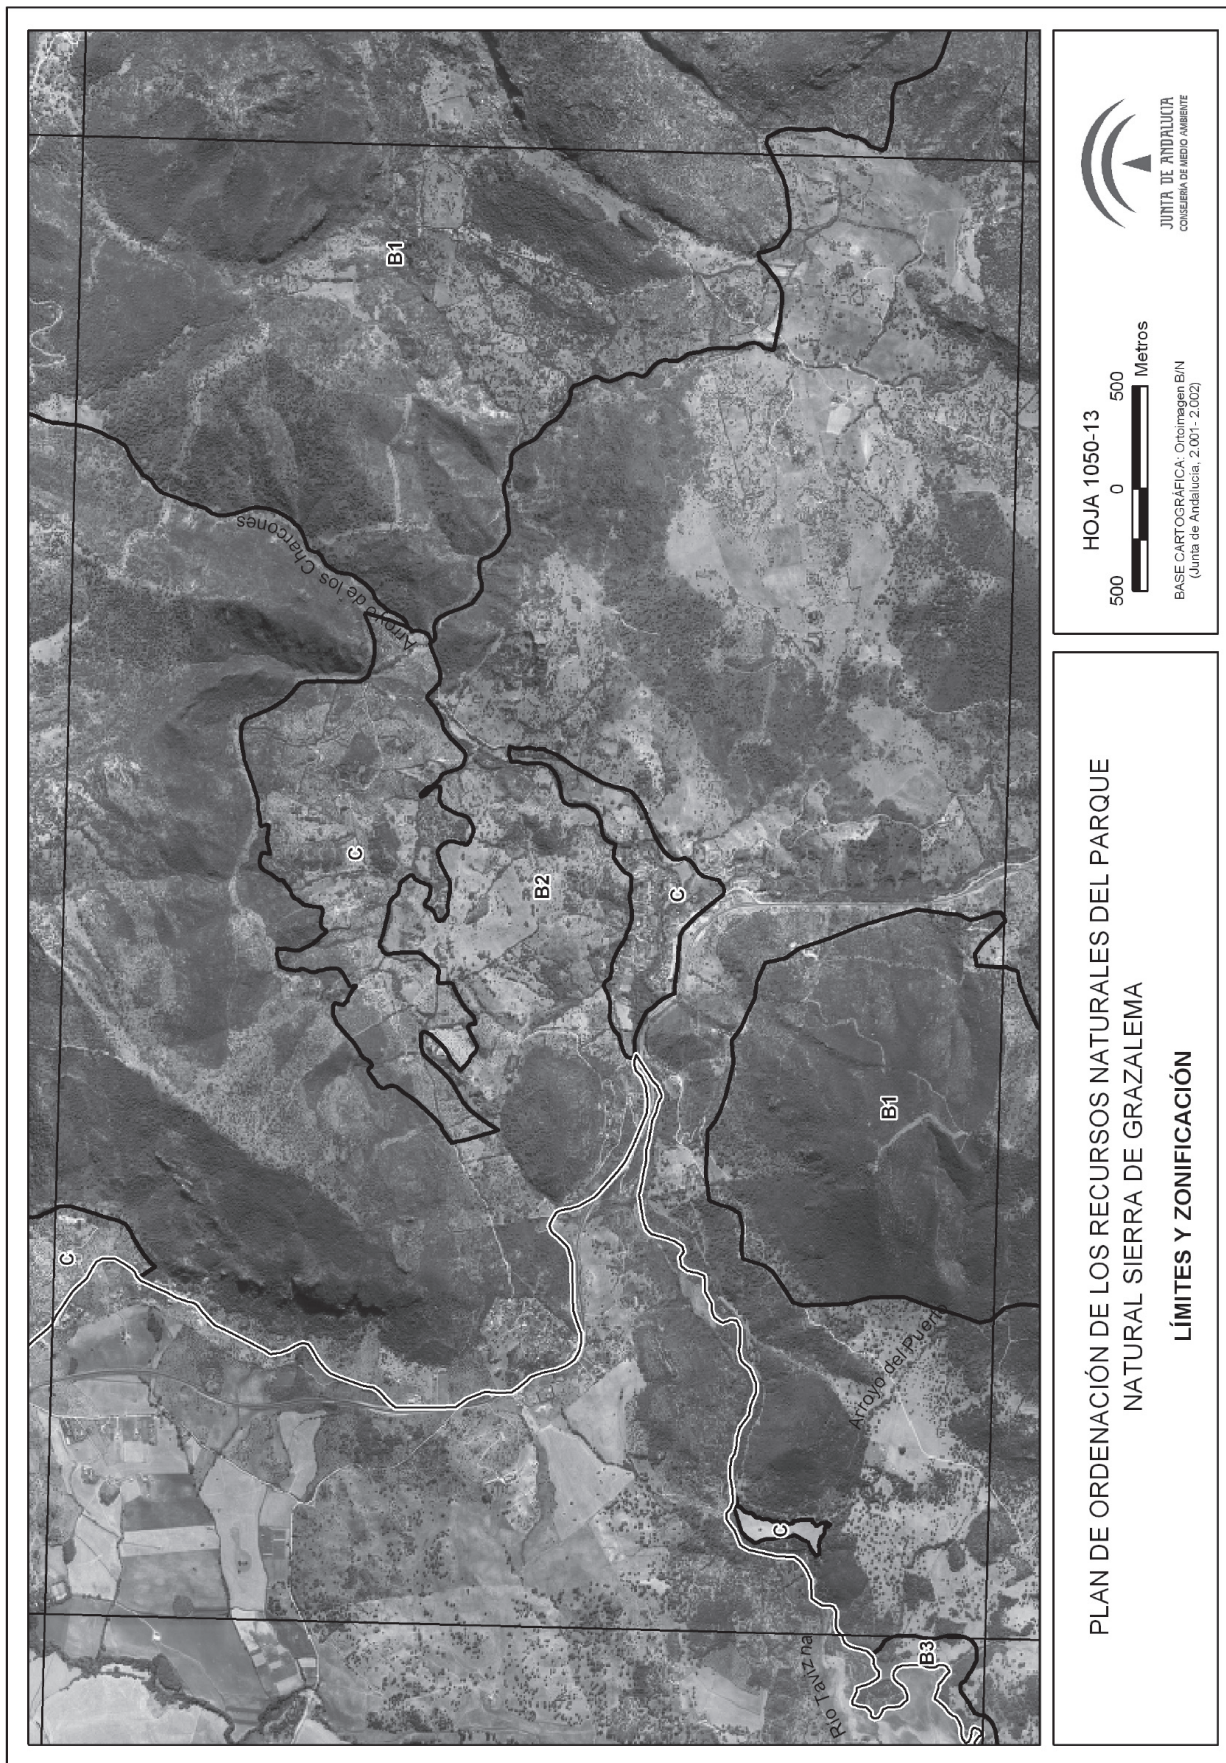 B1
Arroyo de los Charcones
C
C
B2
C
B1
Arroyo del Puerto
C
Río Tavizna
B3
PLAN DE ORDENACIÓN DE LOS RECURSOS NATURALES DEL PARQUE
NATURAL SIERRA DE GRAZALEMA
LÍMITES Y ZONIFICACIÓN
HOJA 1050-13
500 0 500
Metros
BASE CARTOGRÁFICA: Ortoimagen B/N
(Junta de Andalucía, 2.001- 2.002)
JUNTA DE ANDALUCIA
CONSEJERÍA DE MEDIO AMBIENTE